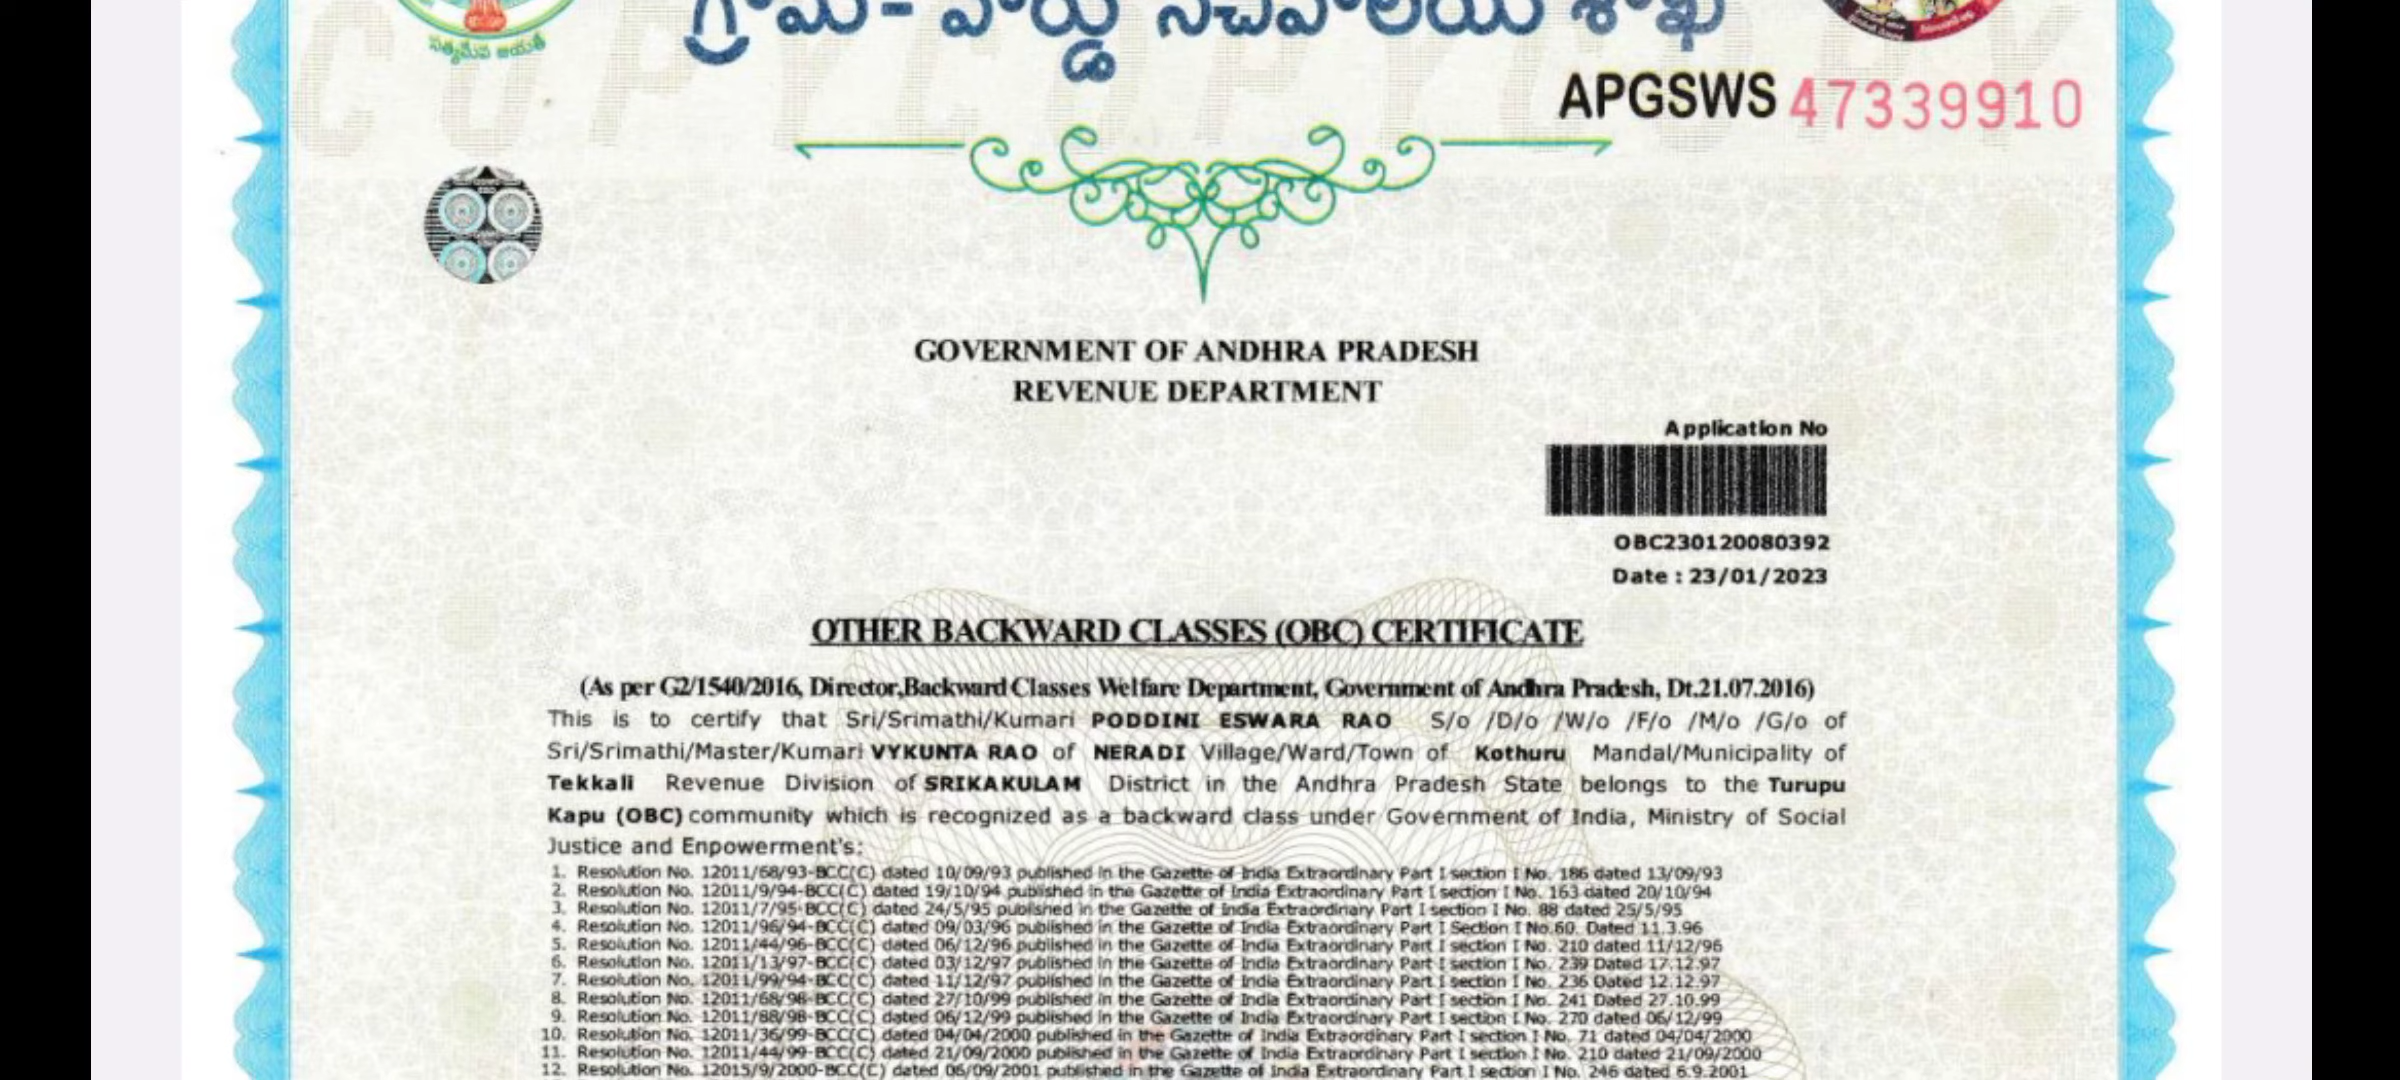 సత్యమేవ జయతే
గ్రామ - వార్డు సచివాలయ శాఖ
COPY COPY COPY
APGSWS 47339910
GOVERNMENT OF ANDHRA PRADESH
REVENUE DEPARTMENT
Application No
OBC230120080392
Date : 23/01/2023
OTHER BACKWARD CLASSES (OBC) CERTIFICATE
(As per G2/1540/2016, Director,Backward Classes Welfare Department, Government of Andhra Pradesh, Dt.21.07.2016)
This is to certify that Sri/Srimathi/Kumari PODDINI ESWARA RAO S/o /D/o /W/o /F/o /M/o /G/o of
Sri/Srimathi/Master/Kumari VYKUNTA RAO of NERADI Village/Ward/Town of Kothuru Mandal/Municipality of
Tekkali Revenue Division of SRIKAKULAM District in the Andhra Pradesh State belongs to the Turupu
Kapu (OBC) community which is recognized as a backward class under Government of India, Ministry of Social
Justice and Enpowerment's:
1. Resolution No. 12011/68/93-BCC(C) dated 10/09/93 published in the Gazette of India Extraordinary Part I section I No. 186 dated 13/09/93
2. Resolution No. 12011/9/94-BCC(C) dated 19/10/94 published in the Gazette of India Extraordinary Part I section I No. 163 dated 20/10/94
3. Resolution No. 12011/7/95-BCC(C) dated 24/5/95 published in the Gazette of India Extraordinary Part I section I No. 88 dated 25/5/95
4. Resolution No. 12011/96/94-BCC(C) dated 09/03/96 published in the Gazette of India Extraordinary Part I Section I No.60. Dated 11.3.96
5. Resolution No. 12011/44/96-BCC(C) dated 06/12/96 published in the Gazette of India Extraordinary Part I section I No. 210 dated 11/12/96
6. Resolution No. 12011/13/97-BCC(C) dated 03/12/97 published in the Gazette of India Extraordinary Part I section I No. 239 Dated 17.12.97
7. Resolution No. 12011/99/94-BCC(C) dated 11/12/97 published in the Gazette of India Extraordinary Part I section I No. 236 Dated 12.12.97
8. Resolution No. 12011/68/98-BCC(C) dated 27/10/99 published in the Gazette of India Extraordinary Part I section I No. 241 Dated 27.10.99
9. Resolution No. 12011/88/98-BCC(C) dated 06/12/99 published in the Gazette of India Extraordinary Part I section I No. 270 dated 06/12/99
10. Resolution No. 12011/36/99-BCC(C) dated 04/04/2000 published in the Gazette of India Extraordinary Part I section I No. 71 dated 04/04/2000
11. Resolution No. 12011/44/99-BCC(C) dated 21/09/2000 published in the Gazette of India Extraordinary Part I section I No. 210 dated 21/09/2000
12. Resolution No. 12015/9/2000-BCC(C) dated 06/09/2001 published in the Gazette of India Extraordinary Part I section I No. 246 dated 6.9.2001